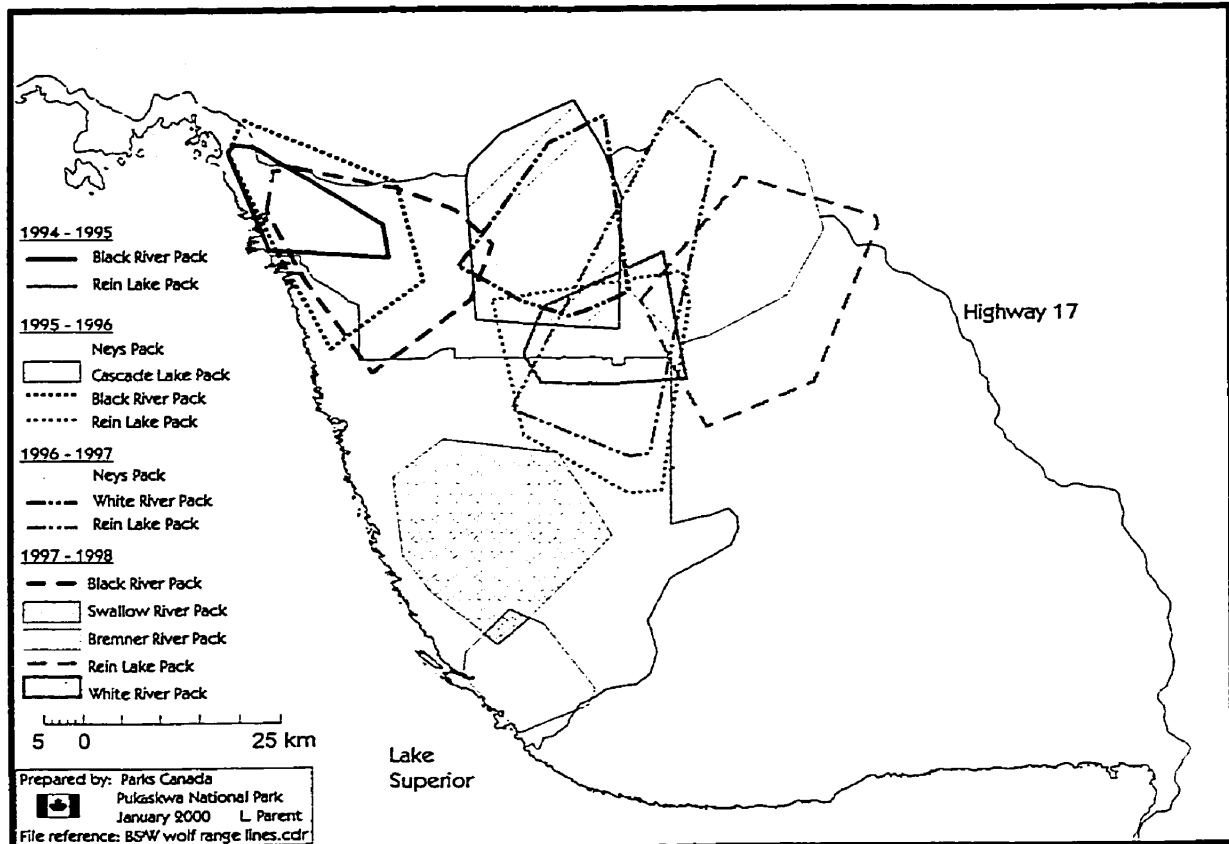 1994 - 1995
Black River Pack
Rein Lake Pack
1995 - 1996
Neys Pack
Cascade Lake Pack
Black River Pack
Rein Lake Pack
1996 - 1997
Neys Pack
White River Pack
Rein Lake Pack
1997 - 1998
Black River Pack
Swallow River Pack
Bremner River Pack
Rein Lake Pack
White River Pack
5 0 25 km
Highway 17
Lake
Superior
Prepared by: Parks Canada
Pukaskwa National Park
January 2000 L. Parent
File reference: BSW wolf range lines.cdr